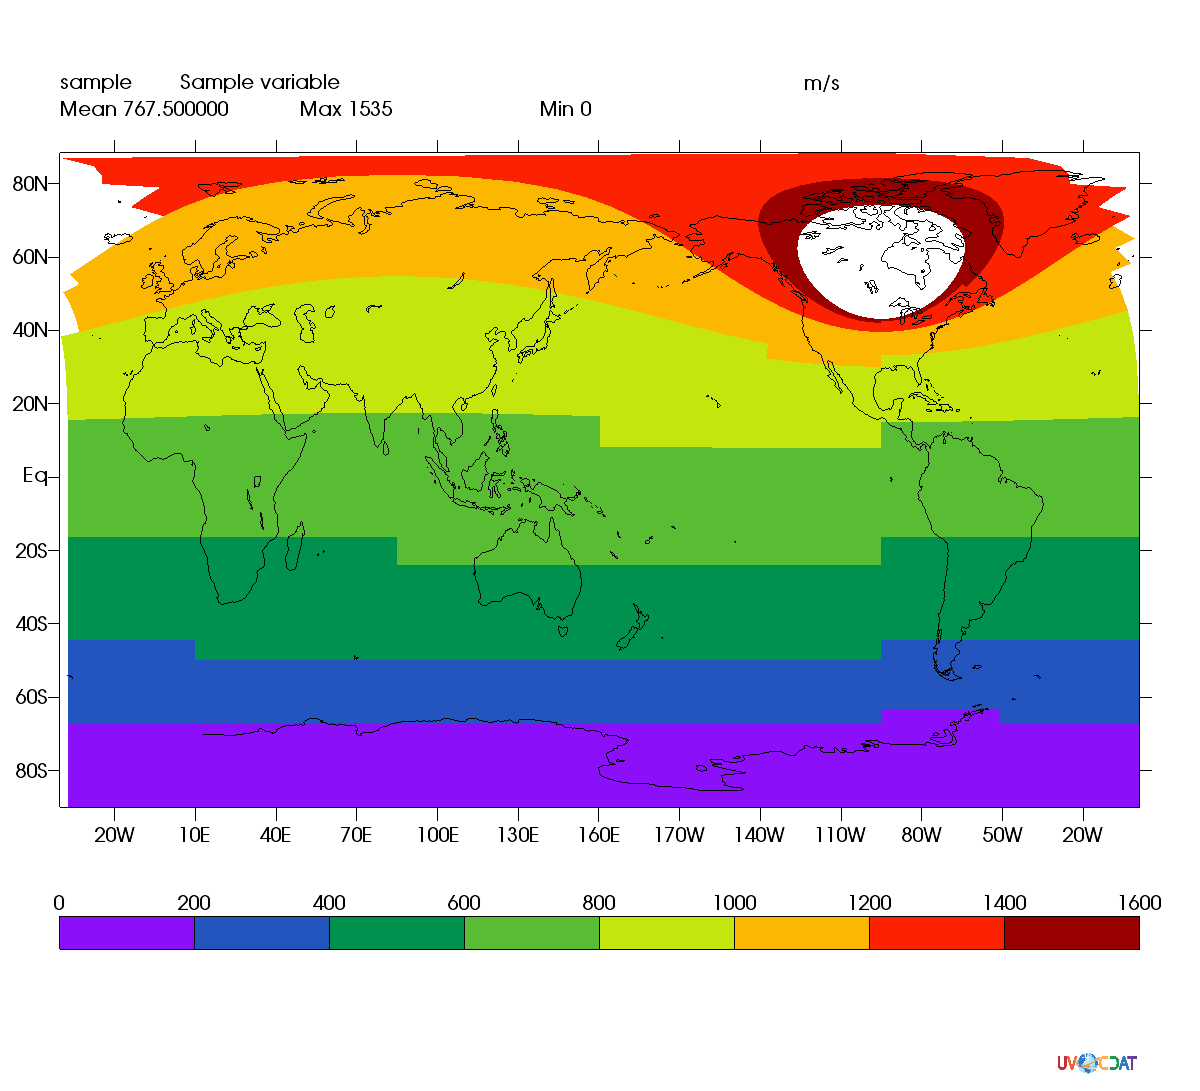 sample Sample variable m/s
Mean 767.500000 Max 1535 Min 0
80N
60N
40N
20N
Eq
20S
40S
60S
80S
20W 10E 40E 70E 100E 130E 160E 170W 140W 110W 80W 50W 20W
0 200 400 600 800 1000 1200 1400 1600
UV CDAT